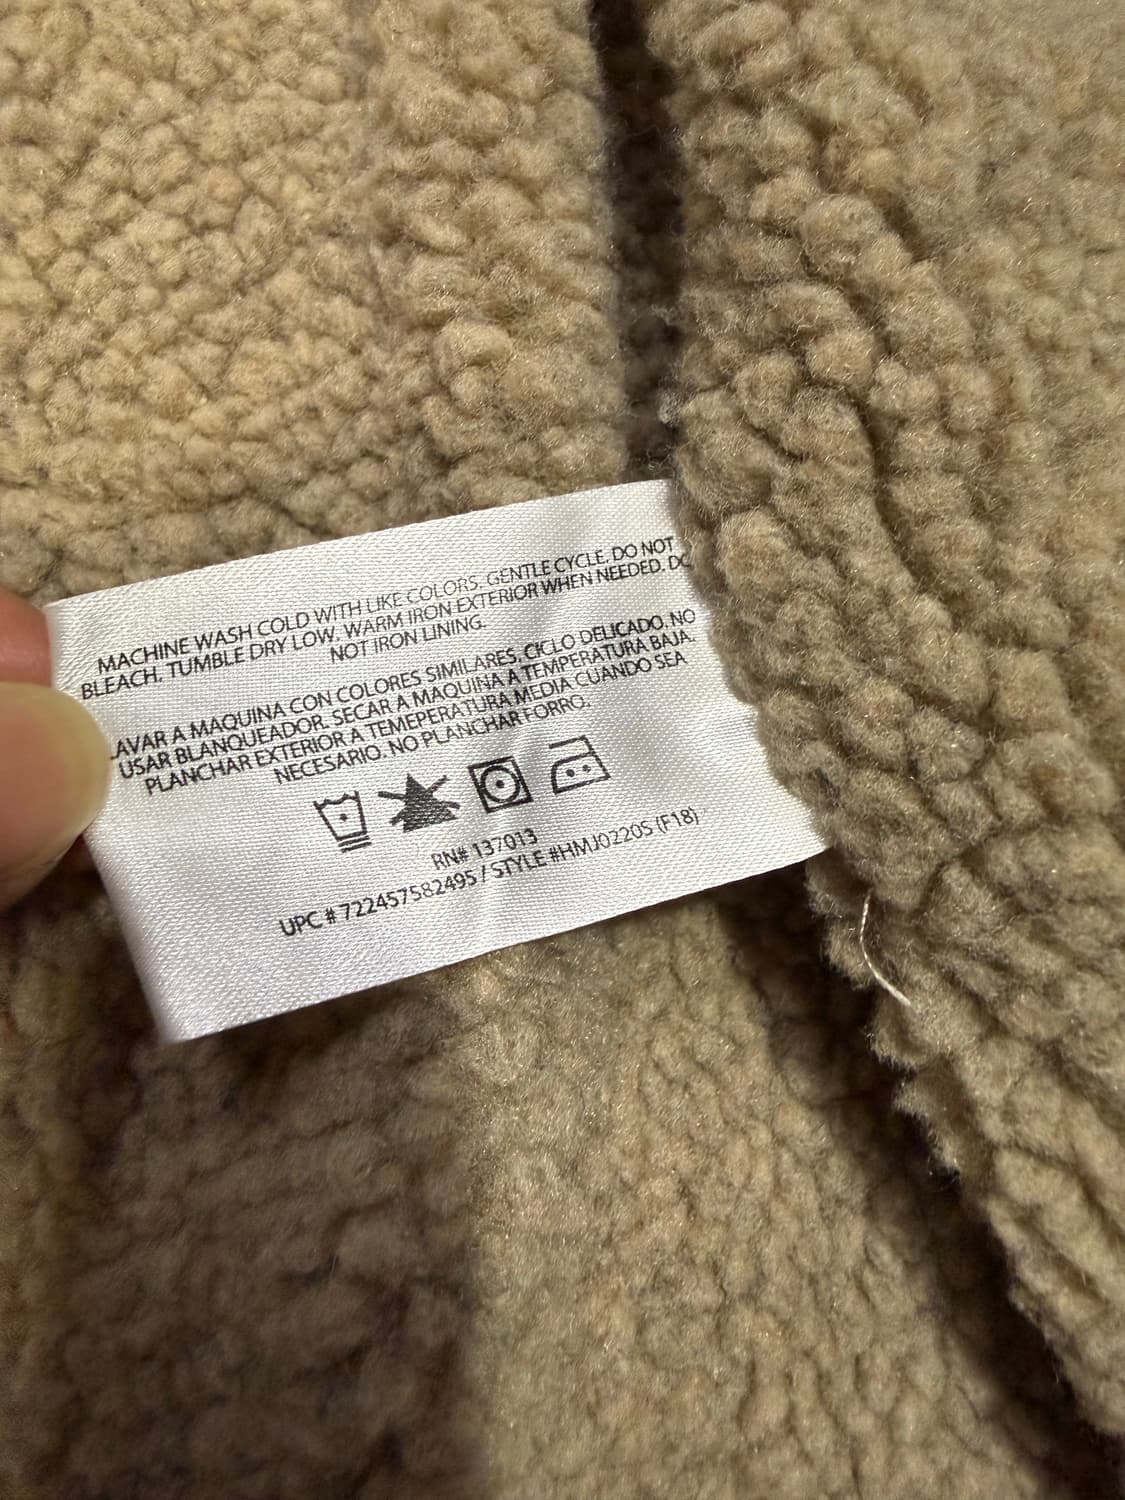 MACHINE WASH COLD WITH LIKE COLORS. GENTLE CYCLE. DO NOT
BLEACH. TUMBLE DRY LOW. WARM IRON EXTERIOR WHEN NEEDED. DO
NOT IRON LINING.
LAVAR A MAQUINA CON COLORES SIMILARES. CICLO DELICADO. NO
USAR BLANQUEADOR. SECAR A MAQUINA A TEMPERATURA BAJA.
PLANCHAR EXTERIOR A TEMEPERATURA MEDIA CUANDO SEA
NECESARIO. NO PLANCHAR FORRO.
RN# 137013
UPC # 722457582495 / STYLE #HMJ0220S (F18)